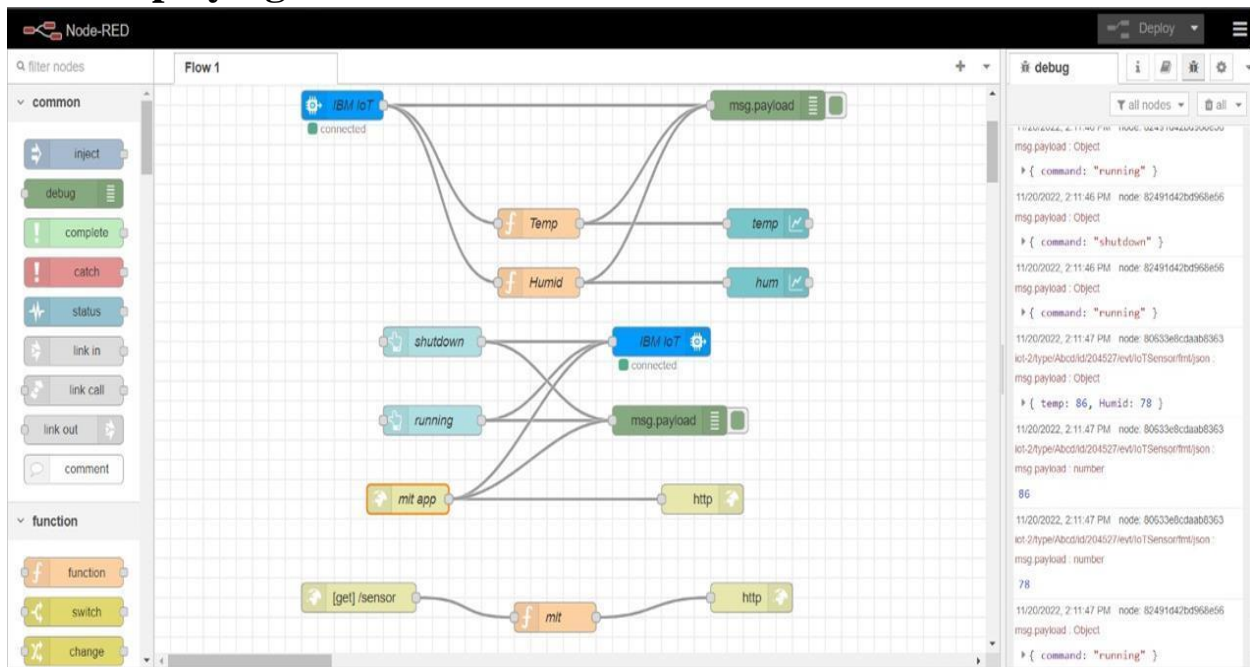 Node-RED
Deploy
filter nodes
Flow 1
debug
i
common
all nodes
all
inject
debug
complete
catch
status
link in
link call
link out
comment
function
function
switch
change
IBM IoT
connected
msg.payload
Temp
temp
Humid
hum
shutdown
IBM IoT
connected
running
msg.payload
mit app
http
[get] /sensor
mit
http
msg.payload : Object
{ command: "running" }
11/20/2022, 2:11:46 PM node: 82491d42bd968e56
msg.payload : Object
{ command: "shutdown" }
11/20/2022, 2:11:46 PM node: 82491d42bd968e56
msg.payload : Object
{ command: "running" }
11/20/2022, 2:11:47 PM node: 80633e8cdaab8363
iot-2/type/Abcd/id/204527/evt/IoTSensor/fmt/json :
msg.payload : Object
{ temp: 86, Humid: 78 }
11/20/2022, 2:11:47 PM node: 80633e8cdaab8363
iot-2/type/Abcd/id/204527/evt/IoTSensor/fmt/json :
msg.payload : number
86
11/20/2022, 2:11:47 PM node: 80633e8cdaab8363
iot-2/type/Abcd/id/204527/evt/IoTSensor/fmt/json :
msg.payload : number
78
11/20/2022, 2:11:47 PM node: 82491d42bd968e56
msg.payload : Object
{ command: "running" }